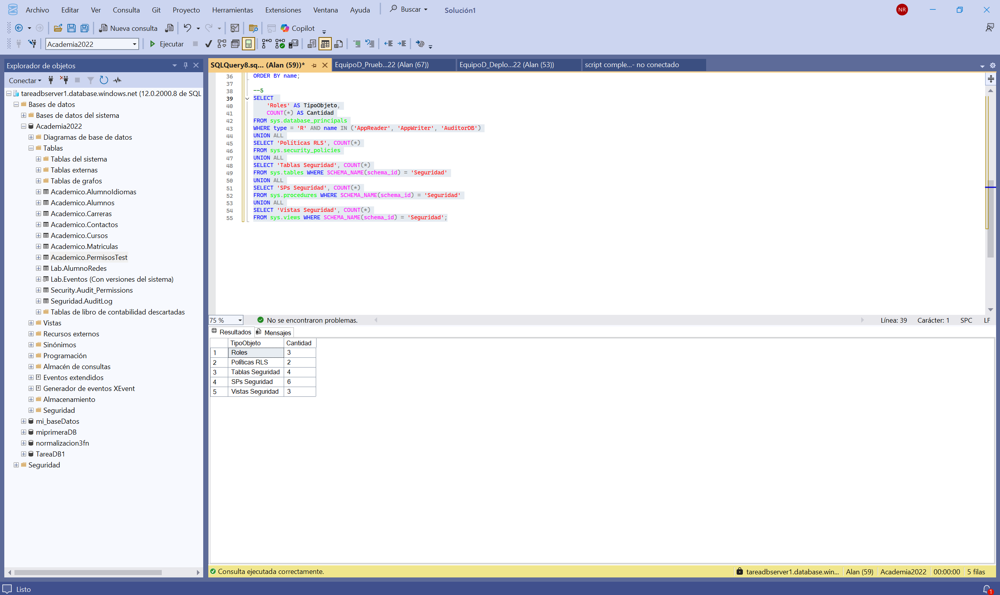 Archivo Editar Ver Consulta Git Proyecto Herramientas Extensiones Ventana Ayuda Buscar Solución1 NR
Nueva consulta Copilot
Academia2022 Ejecutar
Explorador de objetos
Conectar
tareadbserver1.database.windows.net (12.0.2000.8 de SQL
Bases de datos
Bases de datos del sistema
Academia2022
Diagramas de base de datos
Tablas
Tablas del sistema
Tablas externas
Tablas de grafos
Academico.AlumnoIdiomas
Academico.Alumnos
Academico.Carreras
Academico.Contactos
Academico.Cursos
Academico.Matriculas
Academico.PermisosTest
Lab.AlumnoRedes
Lab.Eventos (Con versiones del sistema)
Security.Audit_Permissions
Seguridad.AuditLog
Tablas de libro de contabilidad descartadas
Vistas
Recursos externos
Sinónimos
Programación
Almacén de consultas
Eventos extendidos
Generador de eventos XEvent
Almacenamiento
Seguridad
mi_baseDatos
miprimeraDB
normalizacion3fn
TareaDB1
Seguridad
SQLQuery8.sq... (Alan (59))* EquipoD_Prueb...22 (Alan (67)) EquipoD_Deplo...22 (Alan (53)) script comple...- no conectado
36 ORDER BY name;
37
38 --5
39 SELECT
40 'Roles' AS TipoObjeto,
41 COUNT(*) AS Cantidad
42 FROM sys.database_principals
43 WHERE type = 'R' AND name IN ('AppReader', 'AppWriter', 'AuditorDB')
44 UNION ALL
45 SELECT 'Políticas RLS', COUNT(*)
46 FROM sys.security_policies
47 UNION ALL
48 SELECT 'Tablas Seguridad', COUNT(*)
49 FROM sys.tables WHERE SCHEMA_NAME(schema_id) = 'Seguridad'
50 UNION ALL
51 SELECT 'SPs Seguridad', COUNT(*)
52 FROM sys.procedures WHERE SCHEMA_NAME(schema_id) = 'Seguridad'
53 UNION ALL
54 SELECT 'Vistas Seguridad', COUNT(*)
55 FROM sys.views WHERE SCHEMA_NAME(schema_id) = 'Seguridad';
75 % No se encontraron problemas. Línea: 39 Carácter: 1 SPC LF
Resultados Mensajes
TipoObjeto Cantidad
1 Roles 3
2 Políticas RLS 2
3 Tablas Seguridad 4
4 SPs Seguridad 6
5 Vistas Seguridad 3
Consulta ejecutada correctamente. tareadbserver1.database.win... Alan (59) Academia2022 00:00:00 5 filas
Listo 1